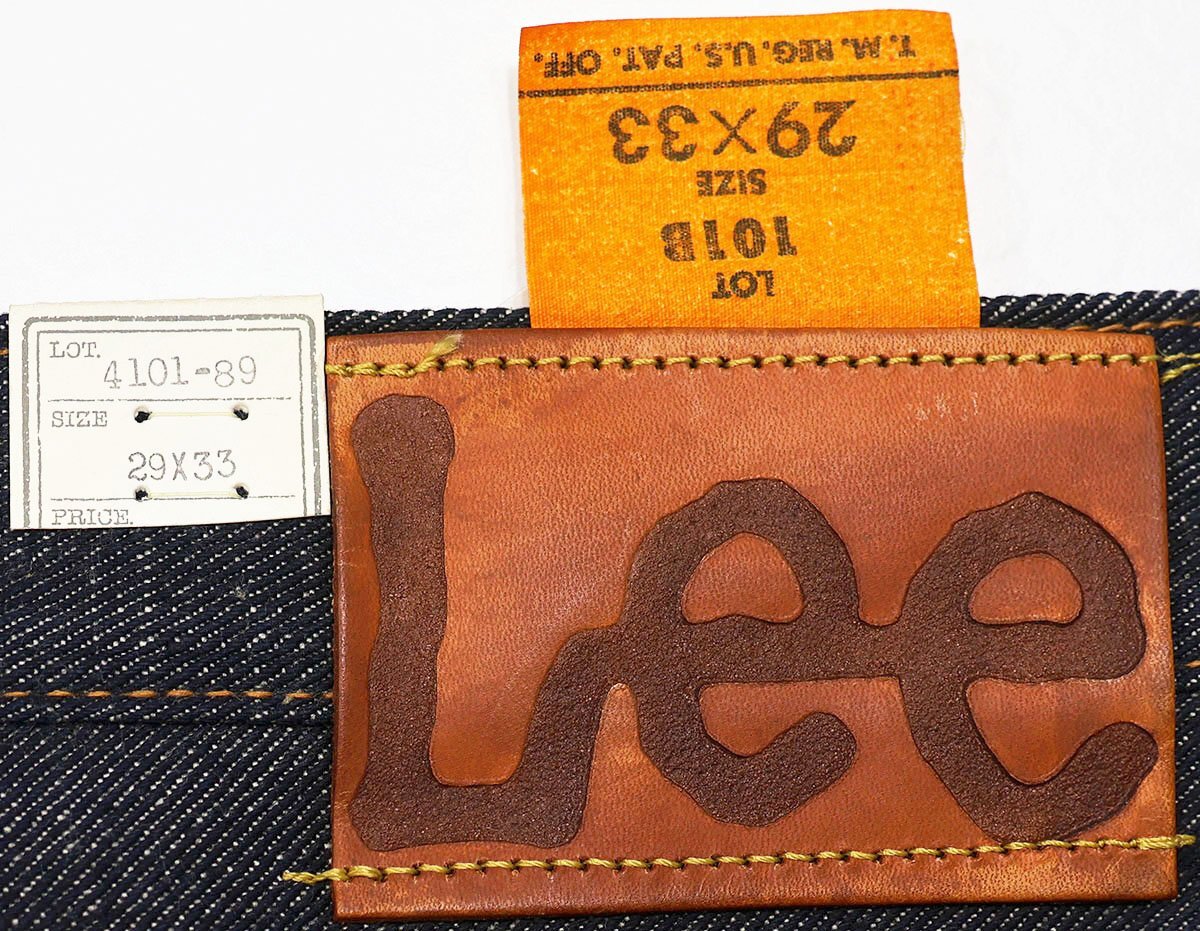 T.M. REG. U.S. PAT. OFF.
29X33
SIZE
101B
LOT
LOT.
4101-89
SIZE
29X33
PRICE.
Lee